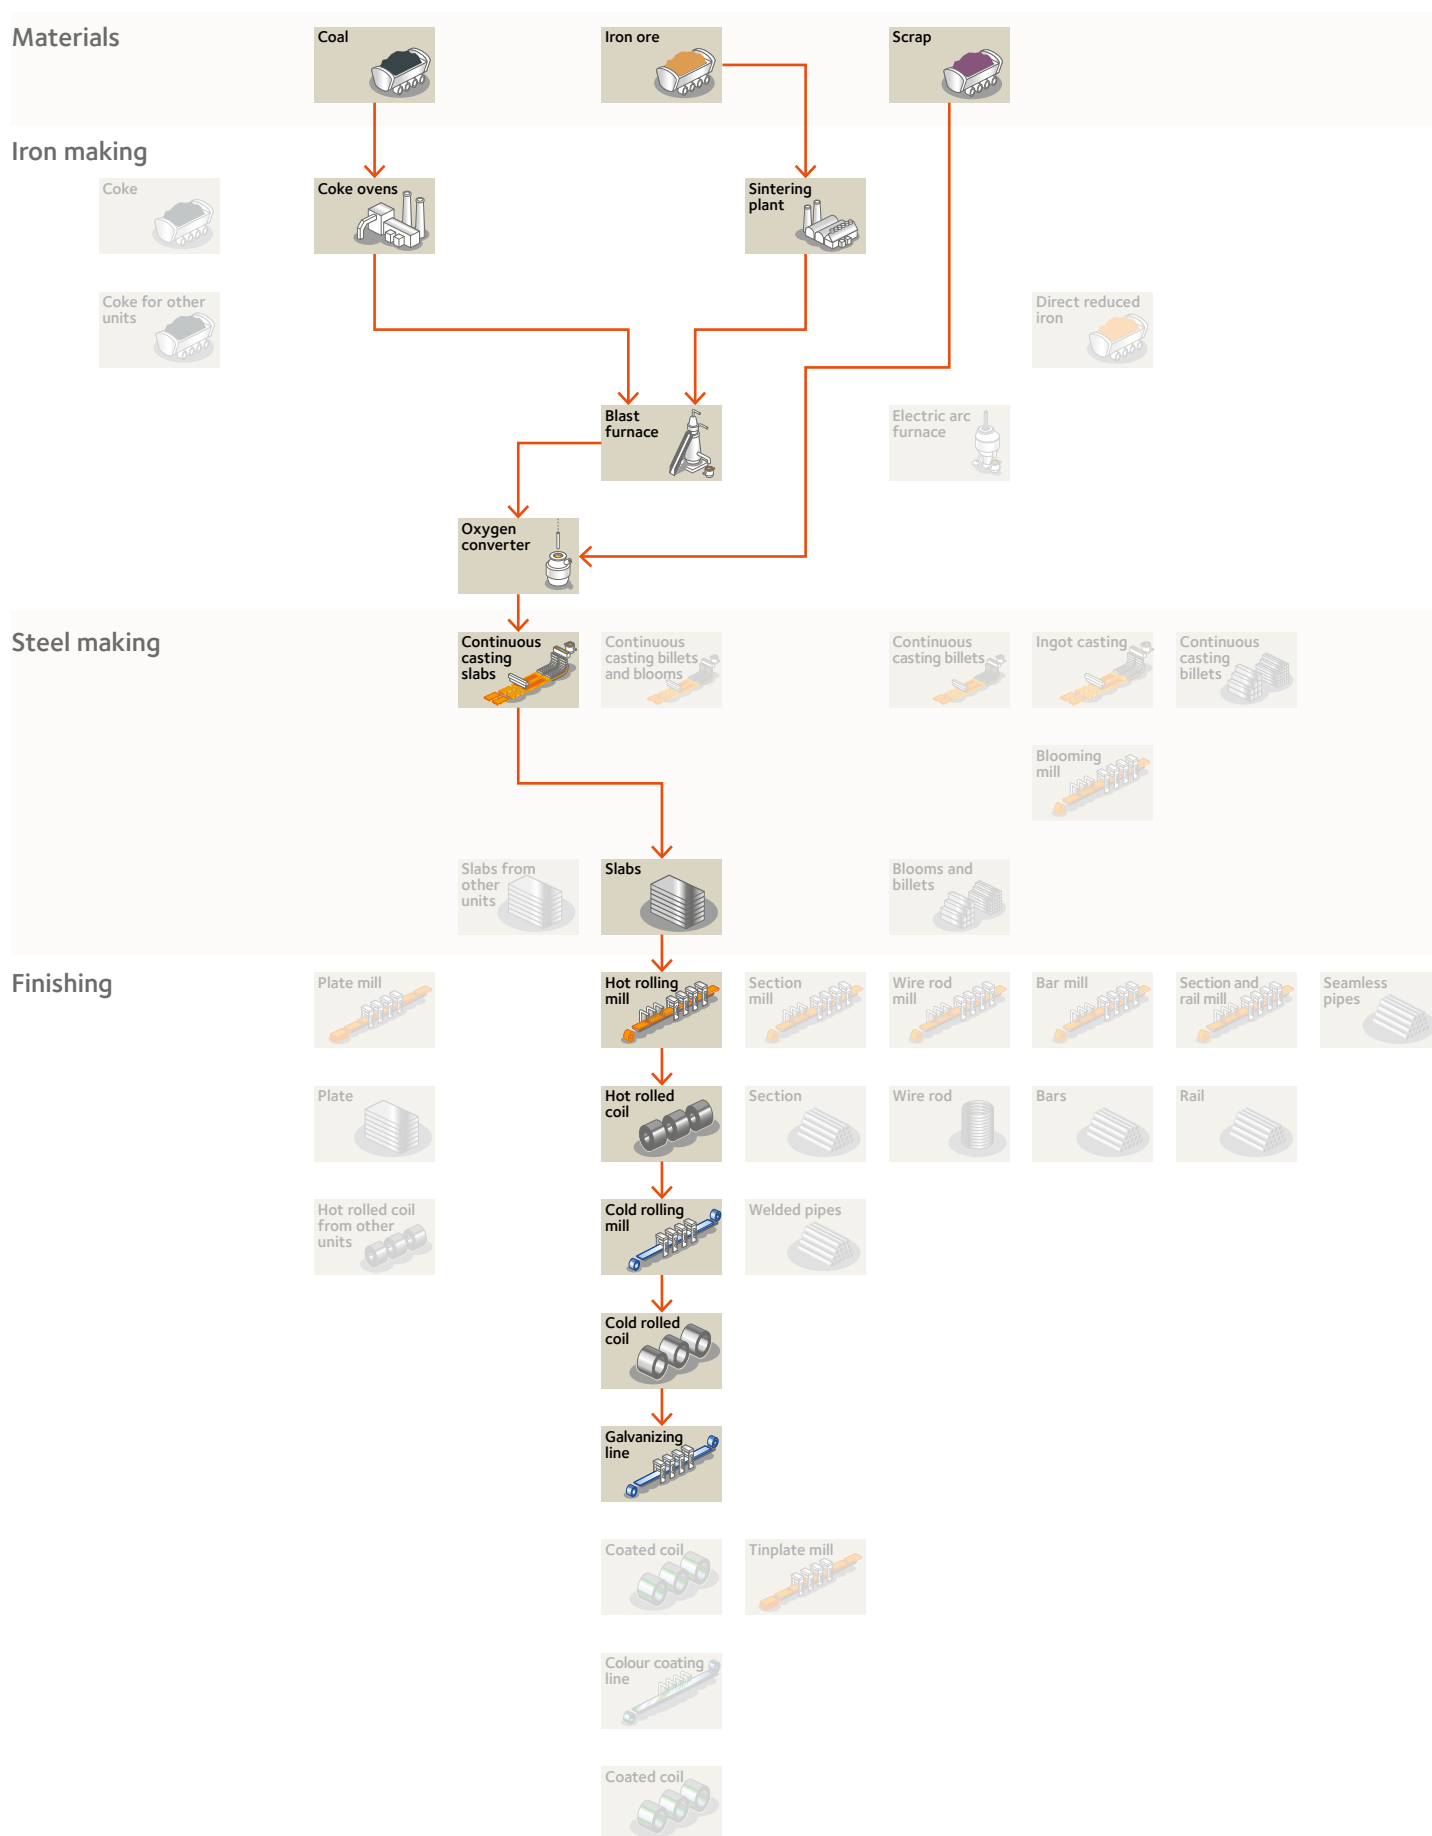 Materials
Coal
Iron ore
Scrap
Iron making
Coke
Coke ovens
Sintering
plant
Coke for other
units
Direct reduced
iron
Blast
furnace
Electric arc
furnace
Oxygen
converter
Steel making
Continuous
casting
slabs
Continuous
casting billets
and blooms
Continuous
casting billets
Ingot casting
Continuous
casting
billets
Blooming
mill
Slabs from
other
units
Slabs
Blooms and
billets
Finishing
Plate mill
Hot rolling
mill
Section
mill
Wire rod
mill
Bar mill
Section and
rail mill
Seamless
pipes
Plate
Hot rolled
coil
Section
Wire rod
Bars
Rail
Hot rolled coil
from other
units
Cold rolling
mill
Welded pipes
Cold rolled
coil
Galvanizing
line
Coated coil
Tinplate mill
Colour coating
line
Coated coil